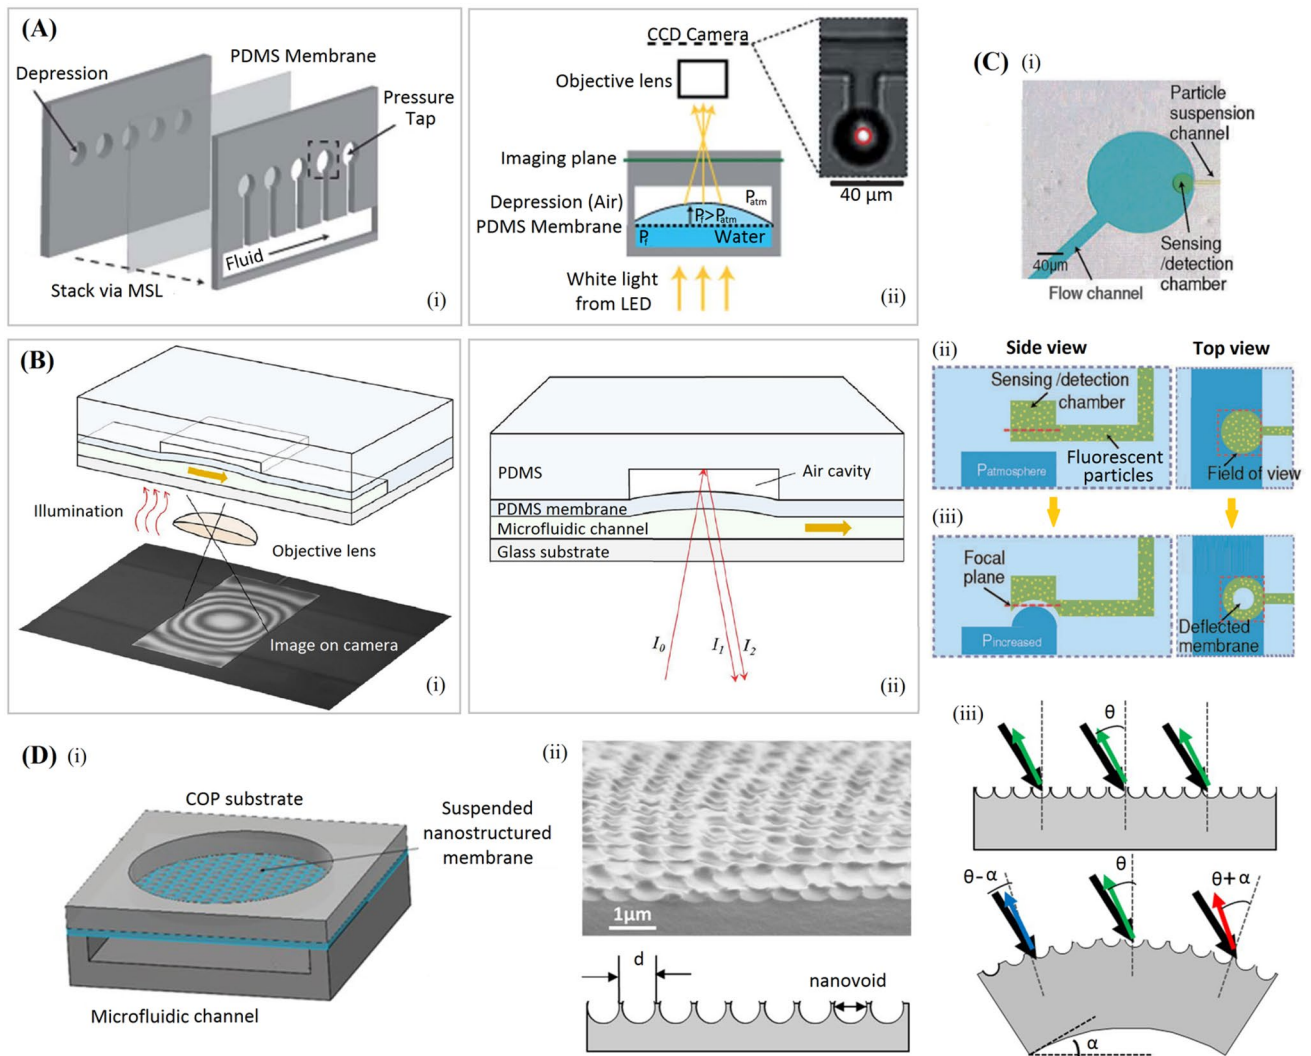 (A)
Depression
PDMS Membrane
Pressure
Tap
Fluid
Stack via MSL
(i)
CCD Camera
Objective lens
Imaging plane
Depression (Air)
PDMS Membrane
Patm
Pf>Patm
Pf
Water
White light
from LED
40 μm
(ii)
(B)
Illumination
Objective lens
Image on camera
(i)
PDMS
Air cavity
PDMS membrane
Microfluidic channel
Glass substrate
I0
I1
I2
(ii)
(C)
(i)
Particle
suspension
channel
40μm
Flow channel
Sensing
/detection
chamber
(ii)
Side view
Top view
Sensing /detection
chamber
Fluorescent
particles
Patmosphere
Field of view
(iii)
Focal
plane
Pincreased
Deflected
membrane
(D)
(i)
COP substrate
Suspended
nanostructured
membrane
Microfluidic channel
(ii)
1μm
d
nanovoid
(iii)
θ
θ-α
θ
θ+α
α